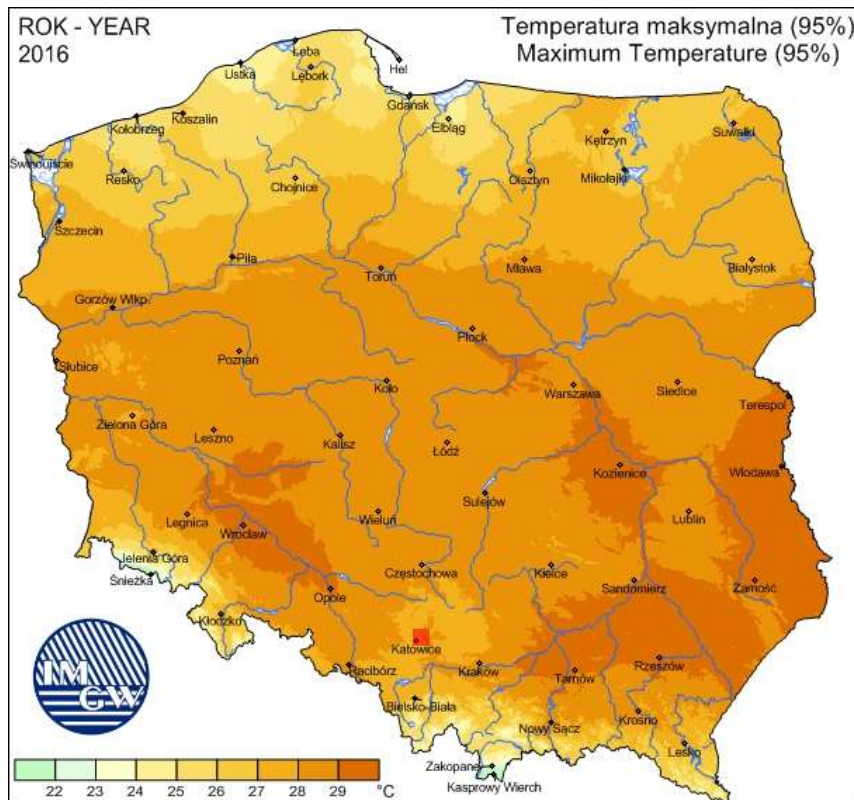 ROK - YEAR
2016
Temperatura maksymalna (95%)
Maximum Temperature (95%)
Łeba
Hel
Ustka
Lębork
Gdańsk
Koszalin
Kołobrzeg
Elbląg
Kętrzyn
Suwałki
Świnoujście
Resko
Chojnice
Olsztyn
Mikołajki
Szczecin
Piła
Toruń
Mława
Białystok
Gorzów Wlkp.
Płock
Słubice
Poznań
Koło
Warszawa
Siedlce
Terespol
Zielona Góra
Leszno
Kalisz
Łódź
Kozienice
Włodawa
Sulejów
Legnica
Wrocław
Wieluń
Lublin
Jelenia Góra
Śnieżka
Częstochowa
Kielce
Sandomierz
Zamość
Opole
Kłodzko
Katowice
Racibórz
Kraków
Tarnów
Rzeszów
Bielsko-Biała
Nowy Sącz
Krosno
Lesko
Zakopane
Kasprowy Wierch
IM
GW
22 23 24 25 26 27 28 29 °C